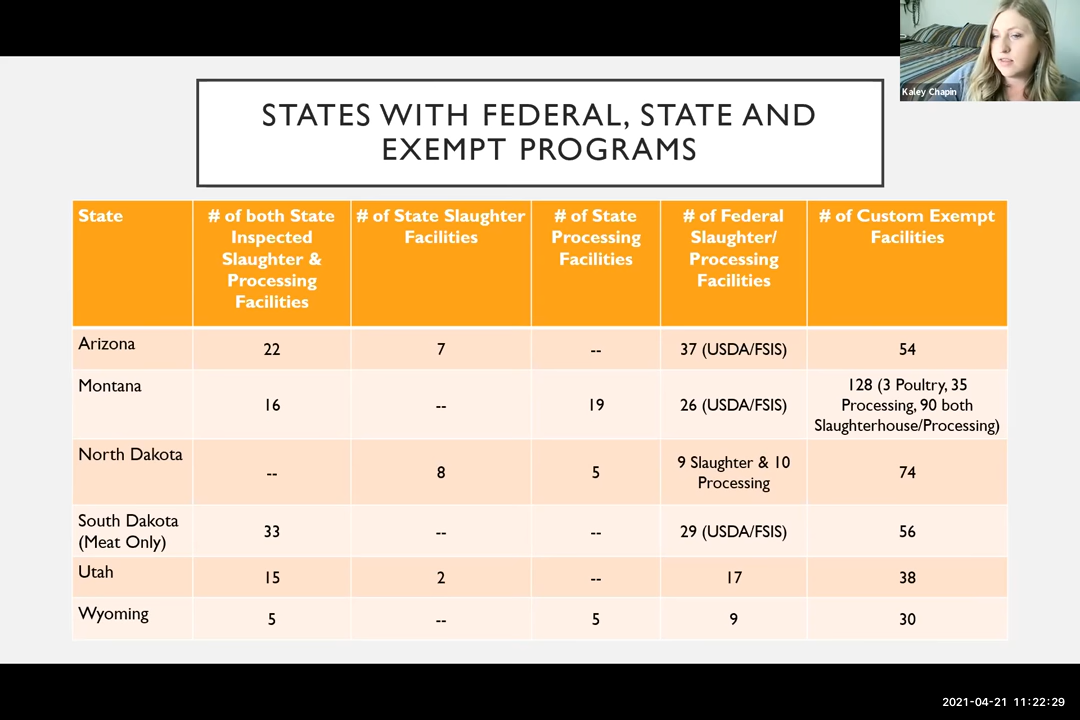 Kaley Chapin
STATES WITH FEDERAL, STATE AND
EXEMPT PROGRAMS
State
# of both State
Inspected
Slaughter &
Processing
Facilities
# of State Slaughter
Facilities
# of State
Processing
Facilities
# of Federal
Slaughter/
Processing
Facilities
# of Custom Exempt
Facilities
Arizona
22
7
--
37 (USDA/FSIS)
54
Montana
16
--
19
26 (USDA/FSIS)
128 (3 Poultry, 35
Processing, 90 both
Slaughterhouse/Processing)
North Dakota
--
8
5
9 Slaughter & 10
Processing
74
South Dakota
(Meat Only)
33
--
--
29 (USDA/FSIS)
56
Utah
15
2
--
17
38
Wyoming
5
--
5
9
30
2021-04-21 11:22:29